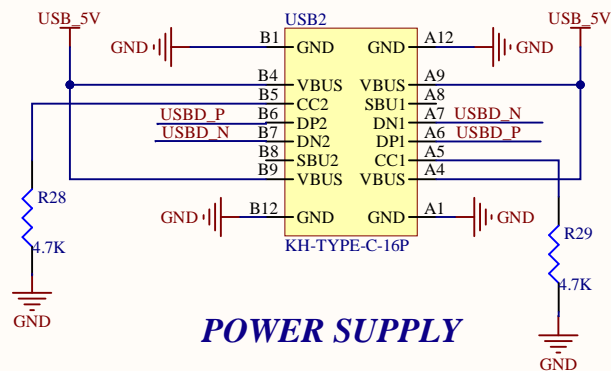 USB_5V USB2 USB_5V
GND B1 GND GND A12 GND
B4 VBUS VBUS A9
B5 CC2 SBU1 A8
USBD_P B6 DP2 DN1 A7 USBD_N
USBD_N B7 DN2 DP1 A6 USBD_P
B8 SBU2 CC1 A5
B9 VBUS VBUS A4
R28
GND B12 GND GND A1 GND
R29
4.7K KH-TYPE-C-16P
4.7K
GND POWER SUPPLY
GND